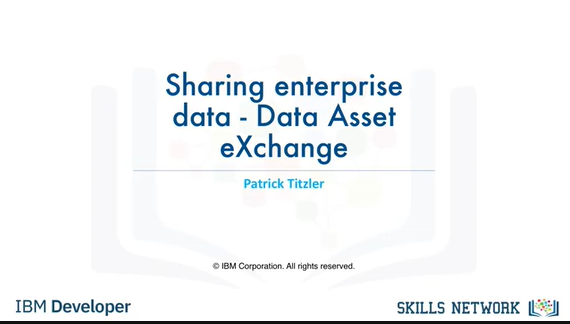 Sharing enterprise
data - Data Asset
eXchange
Patrick Titzler
© IBM Corporation. All rights reserved.
IBM Developer
SKILLS NETWORK